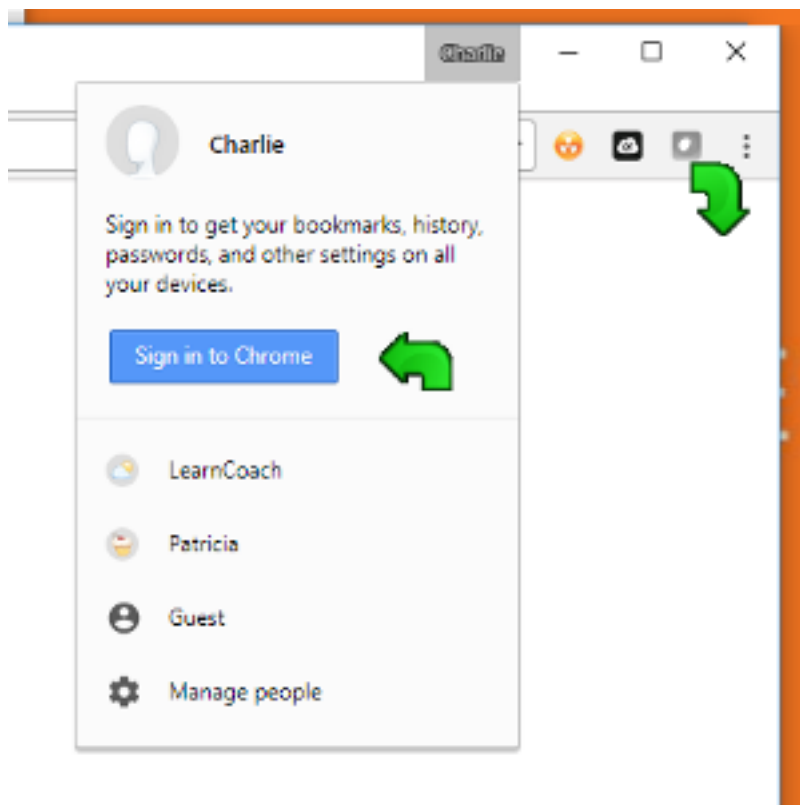 Charlie
Charlie
Sign in to get your bookmarks, history,
passwords, and other settings on all
your devices.
Sign in to Chrome
LearnCoach
Patricia
Guest
Manage people